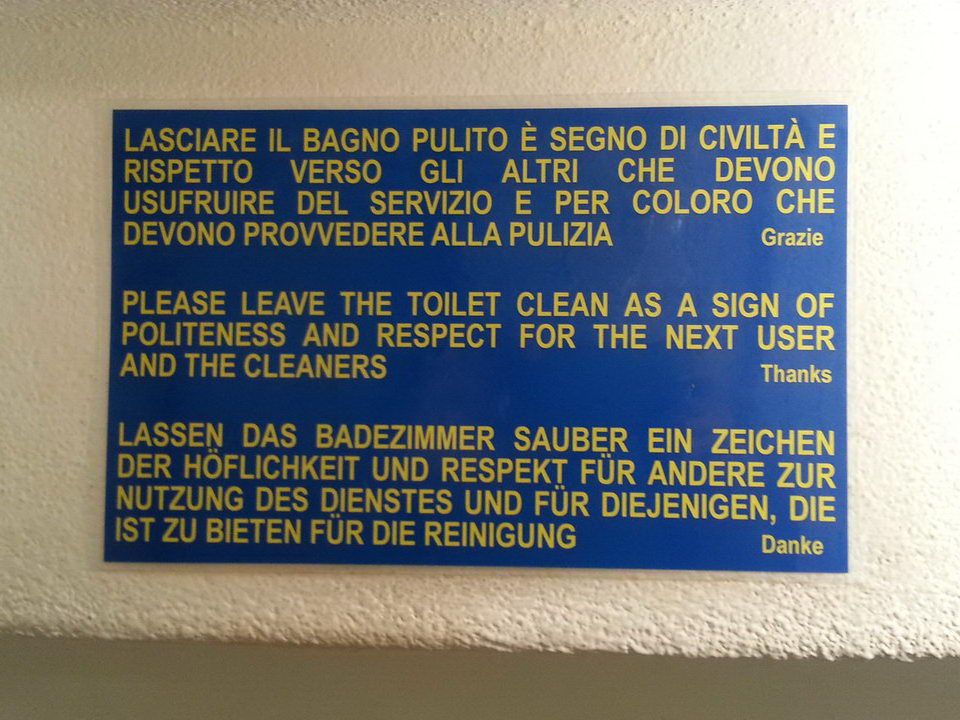 LASCIARE IL BAGNO PULITO È SEGNO DI CIVILTÀ E
RISPETTO VERSO GLI ALTRI CHE DEVONO
USUFRUIRE DEL SERVIZIO E PER COLORO CHE
DEVONO PROVVEDERE ALLA PULIZIA Grazie
PLEASE LEAVE THE TOILET CLEAN AS A SIGN OF
POLITENESS AND RESPECT FOR THE NEXT USER
AND THE CLEANERS Thanks
LASSEN DAS BADEZIMMER SAUBER EIN ZEICHEN
DER HÖFLICHKEIT UND RESPEKT FÜR ANDERE ZUR
NUTZUNG DES DIENSTES UND FÜR DIEJENIGEN, DIE
IST ZU BIETEN FÜR DIE REINIGUNG Danke